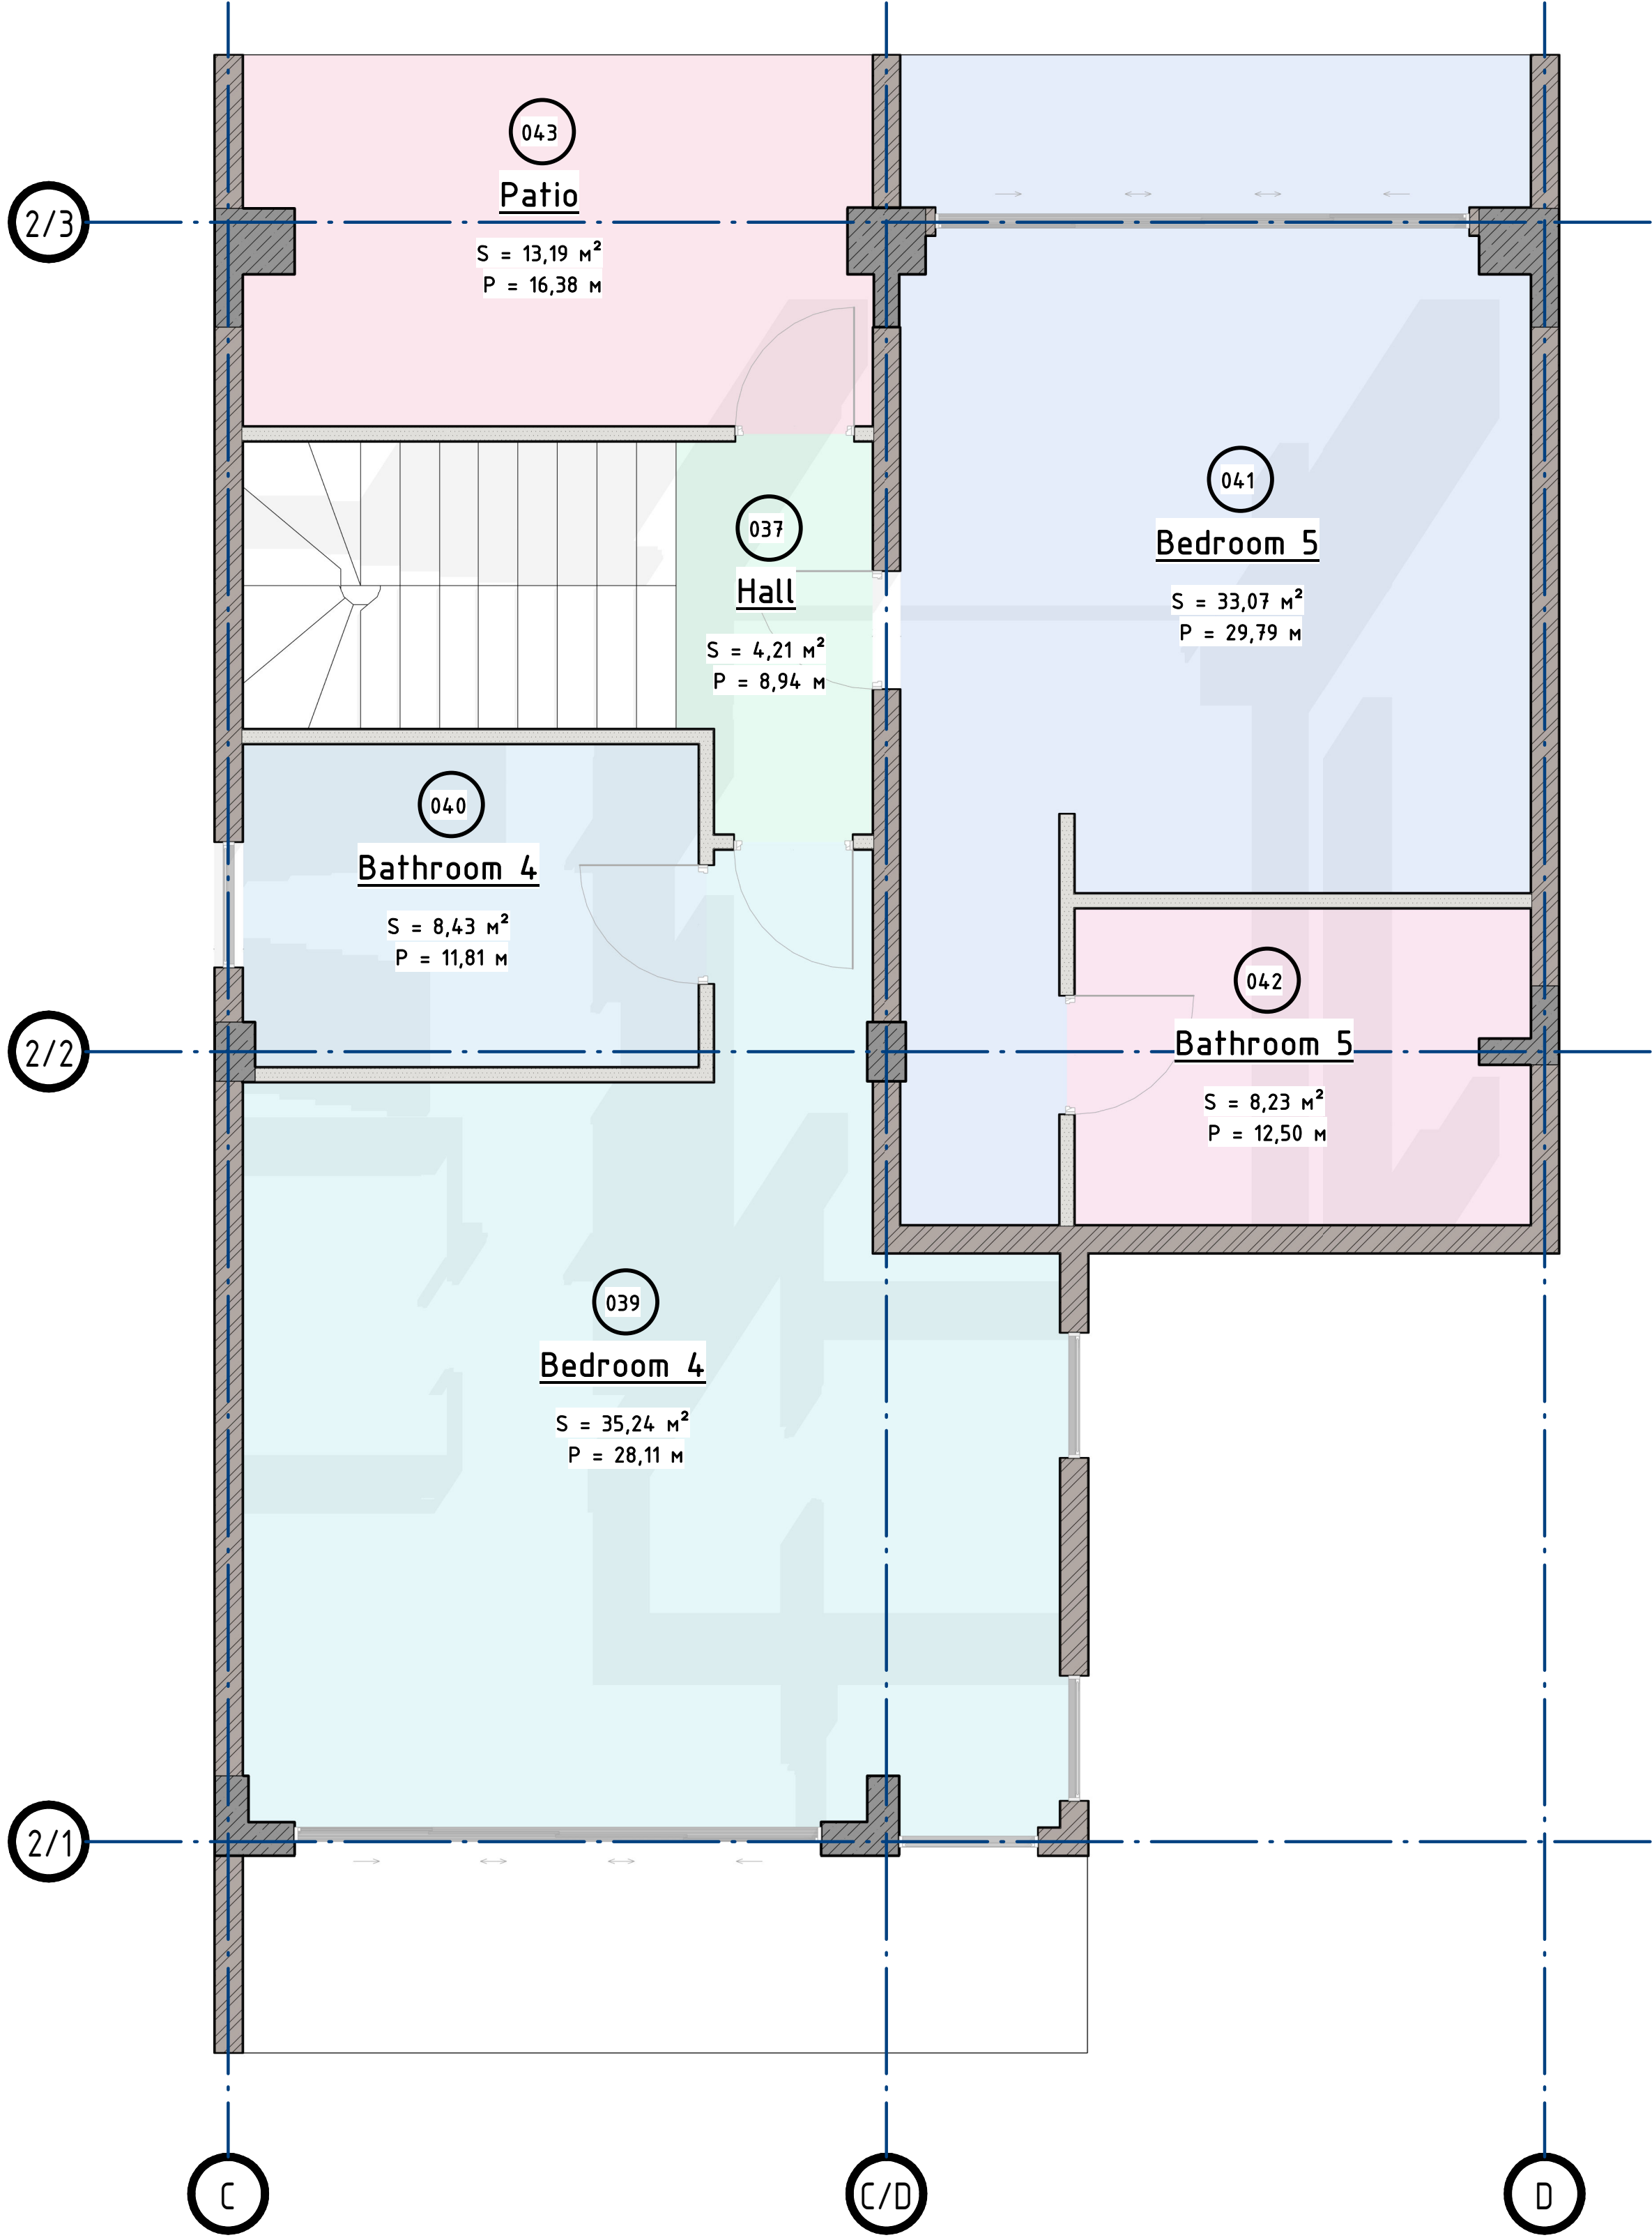 043
Patio
S = 13,19 м²
P = 16,38 м
2/3
041
Bedroom 5
S = 33,07 м²
P = 29,79 м
037
Hall
S = 4,21 м²
P = 8,94 м
040
Bathroom 4
S = 8,43 м²
P = 11,81 м
042
Bathroom 5
S = 8,23 м²
P = 12,50 м
2/2
039
Bedroom 4
S = 35,24 м²
P = 28,11 м
2/1
C
C/D
D